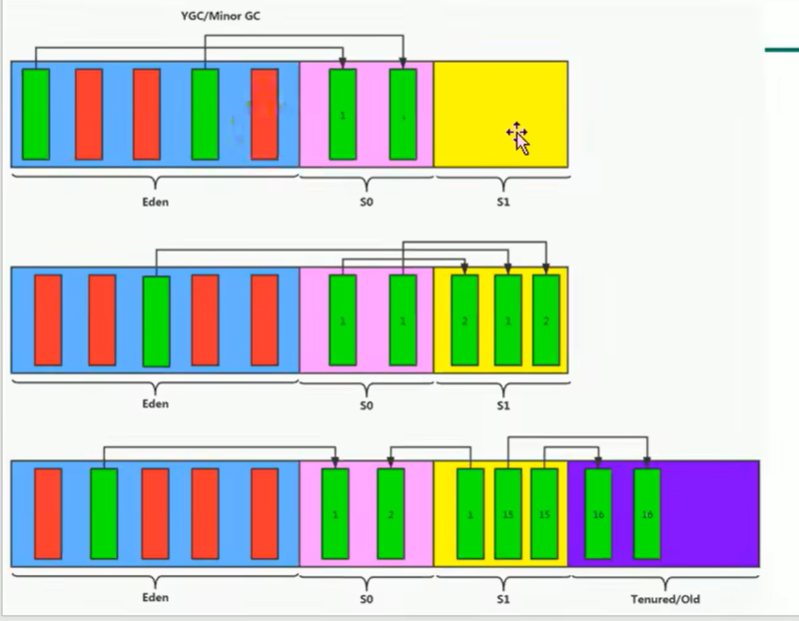 YGC/Minor GC
1
Eden
S0
S1
1
1
2
1
2
Eden
S0
S1
1
2
1
15
15
16
16
Eden
S0
S1
Tenured/Old